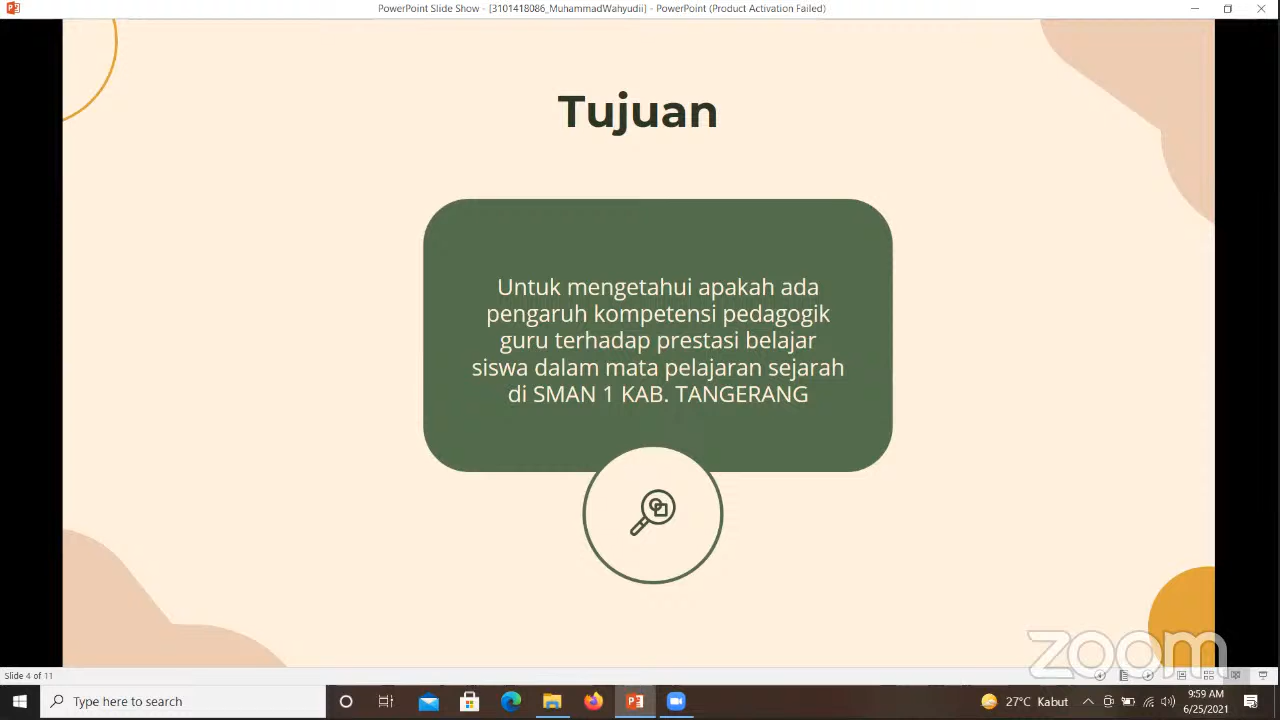 PowerPoint Slide Show - [3101418086_MuhammadWahyudii] - PowerPoint (Product Activation Failed)
Tujuan
Untuk mengetahui apakah ada
pengaruh kompetensi pedagogik
guru terhadap prestasi belajar
siswa dalam mata pelajaran sejarah
di SMAN 1 KAB. TANGERANG
zoom
Slide 4 of 11
Type here to search
27°C Kabut
9:59 AM
6/25/2021